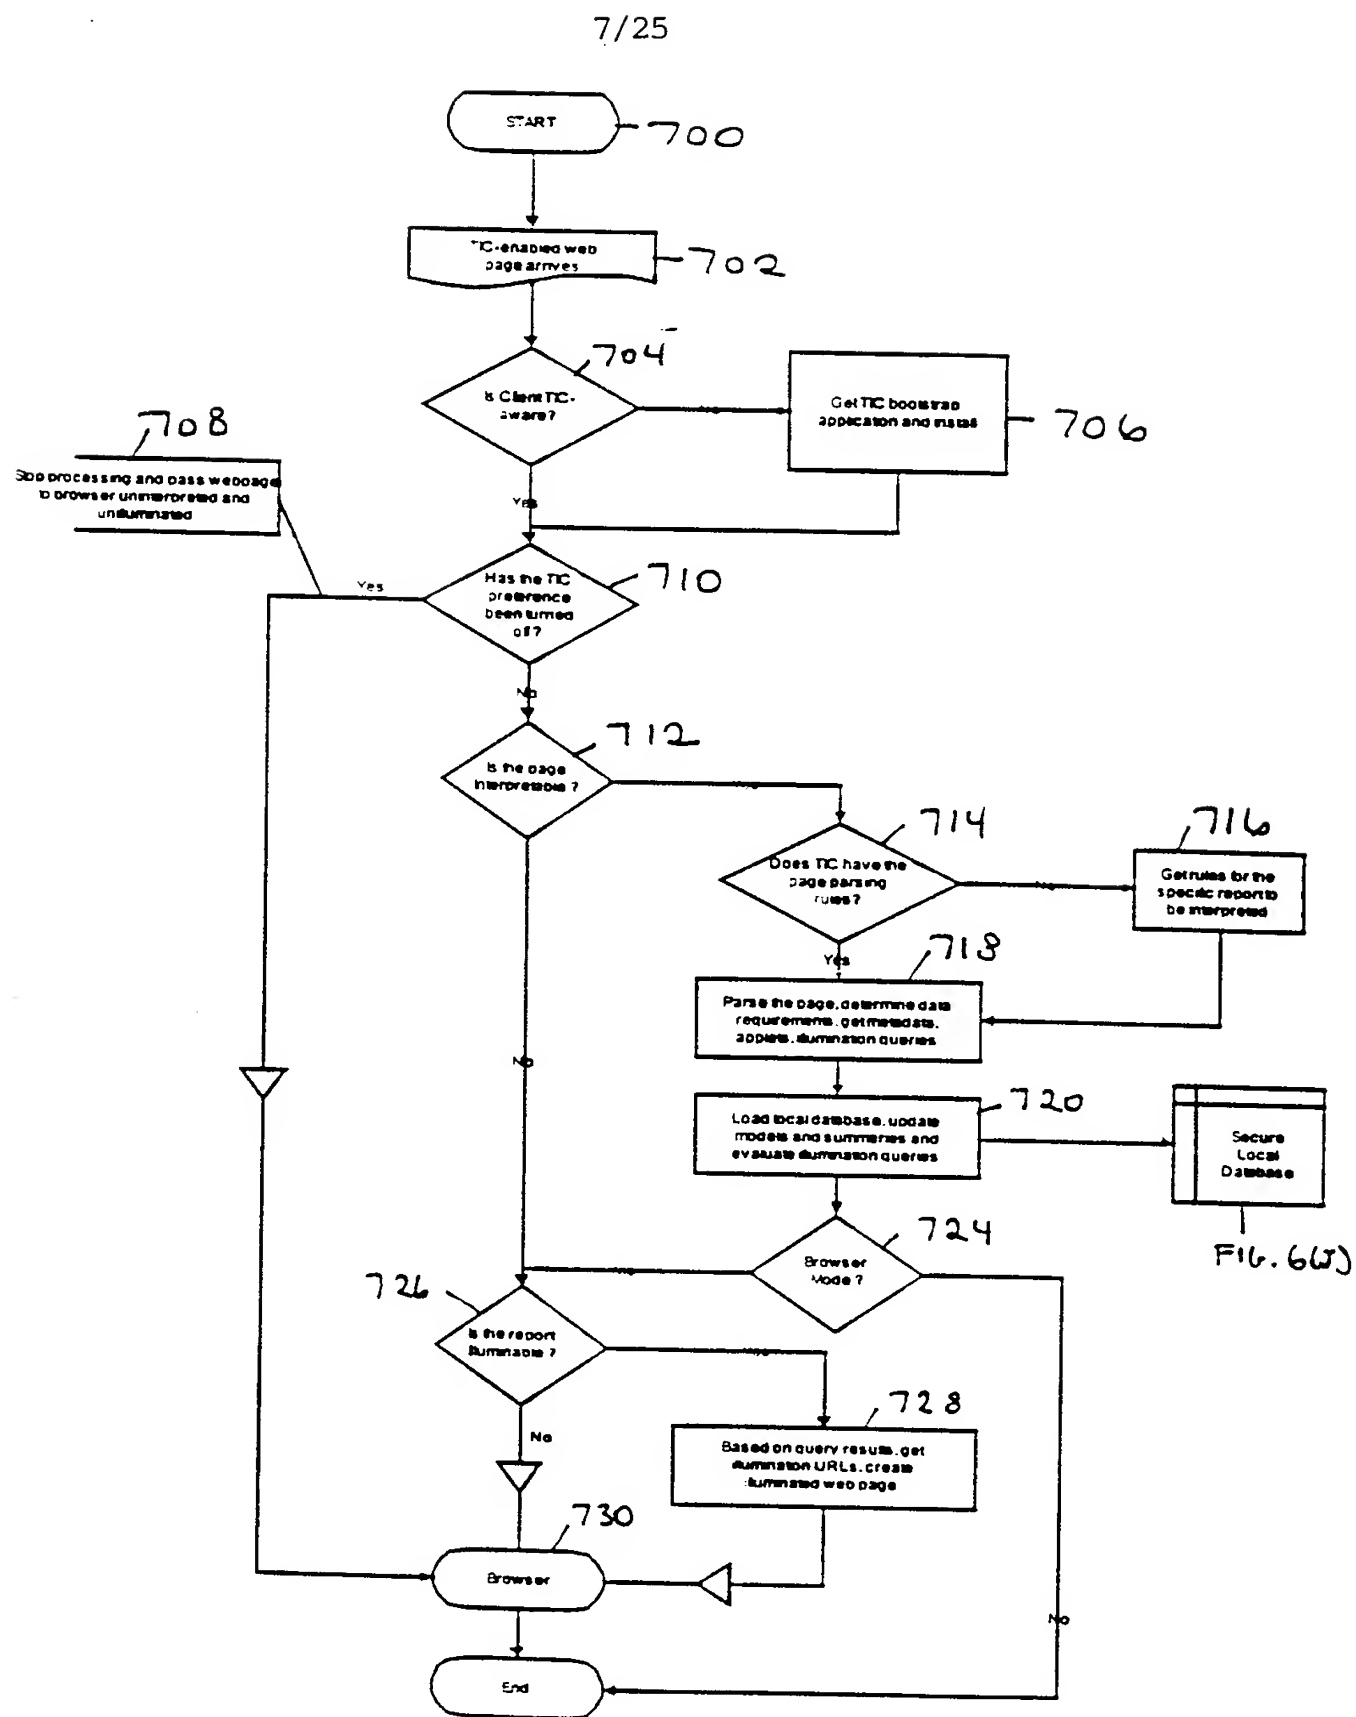 7/25
START
700
TIC-enabled web
page arrives
702
704
Is Client TIC-
aware?
Get TIC bootstrap
application and install
706
708
Stop processing and pass webpage
to browser uninterpreted and
unilluminated
Yes
Yes
Has the TIC
preference
been turned
off?
710
No
712
Is the page
Interpretable ?
714
Does TIC have the
page parsing
rules?
716
Get rules for the
specific report to
be interpreted
Yes
718
Parse the page, determine data
requirements, get metadata,
applets, illumination queries
No
720
Load local database, update
models and summaries and
evaluate illumination queries
Secure
Local
Database
FIG. 6(J)
724
Browser
Mode ?
726
Is the report
Illuminable ?
No
728
Based on query results, get
illumination URLs, create
illuminated web page
730
Browser
No
End